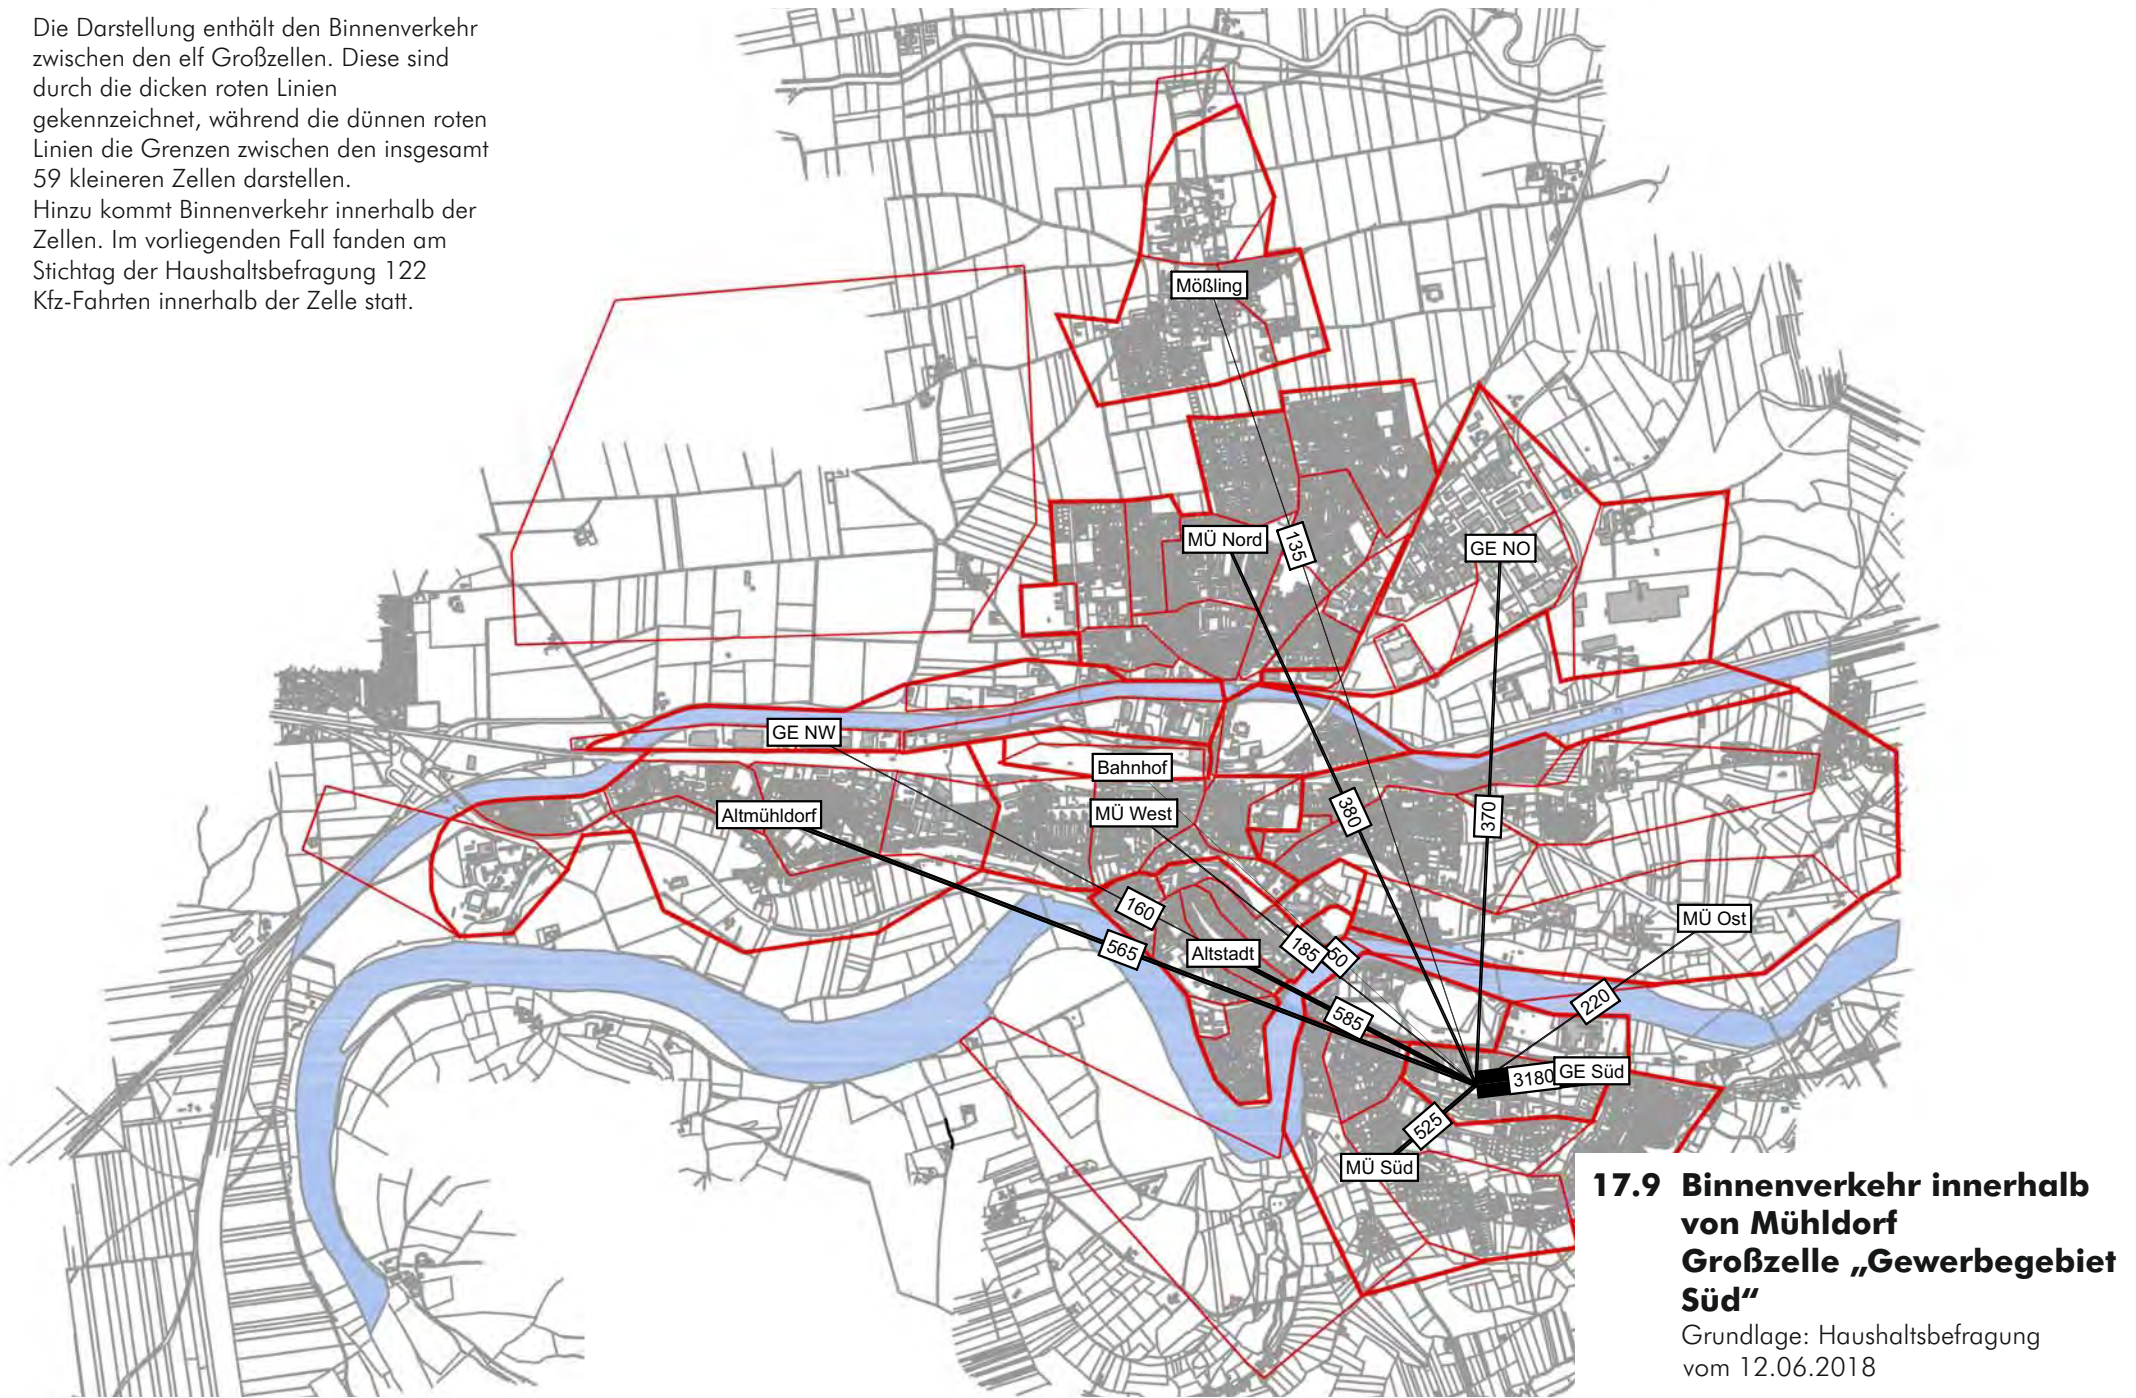 Die Darstellung enthält den Binnenverkehr
zwischen den elf Großzellen. Diese sind
durch die dicken roten Linien
gekennzeichnet, während die dünnen roten
Linien die Grenzen zwischen den insgesamt
59 kleineren Zellen darstellen.
Hinzu kommt Binnenverkehr innerhalb der
Zellen. Im vorliegenden Fall fanden am
Stichtag der Haushaltsbefragung 122
Kfz-Fahrten innerhalb der Zelle statt.
Mößling
MÜ Nord
135
GE NO
GE NW
Bahnhof
Altmühldorf
MÜ West
380
370
160
MÜ Ost
565
Altstadt
185
50
220
585
3180
GE Süd
525
MÜ Süd
17.9 Binnenverkehr innerhalb
von Mühldorf
Großzelle „Gewerbegebiet
Süd“
Grundlage: Haushaltsbefragung
vom 12.06.2018